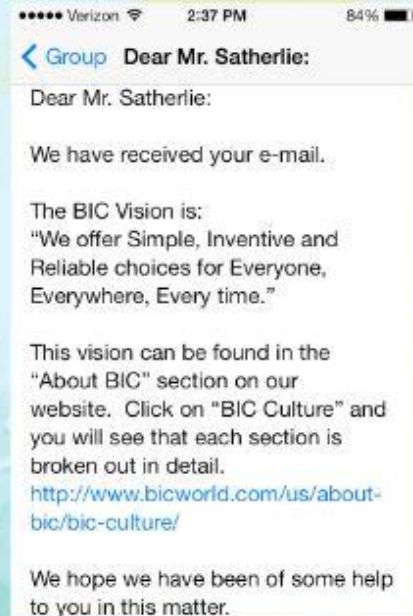 Verizon 2:37 PM 84%
Group Dear Mr. Satherlie:
Dear Mr. Satherlie:
We have received your e-mail.
The BIC Vision is:
“We offer Simple, Inventive and
Reliable choices for Everyone,
Everywhere, Every time.”
This vision can be found in the
“About BIC” section on our
website. Click on “BIC Culture” and
you will see that each section is
broken out in detail.
http://www.bicworld.com/us/about-
bic/bic-culture/
We hope we have been of some help
to you in this matter.